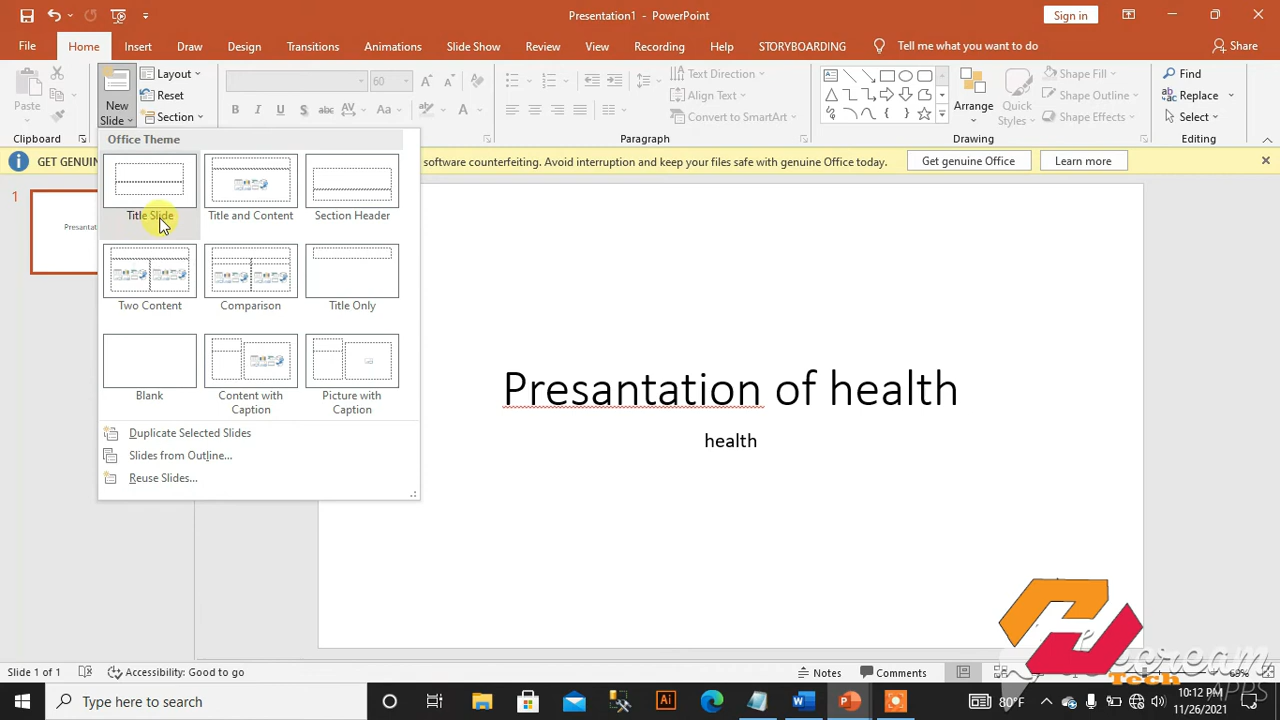 Presentation1 - PowerPoint
Sign in
File Home Insert Draw Design Transitions Animations Slide Show Review View Recording Help STORYBOARDING Tell me what you want to do Share
Paste
New Slide
Layout
Reset
Section
60
Text Direction
Align Text
Convert to SmartArt
Arrange
Quick Styles
Shape Fill
Shape Outline
Shape Effects
Find
Replace
Select
Clipboard Paragraph Drawing Editing
Office Theme
GET GENUIN software counterfeiting. Avoid interruption and keep your files safe with genuine Office today. Get genuine Office Learn more
1
Title Slide Title and Content Section Header
Two Content Comparison Title Only
Blank Content with Caption Picture with Caption
Duplicate Selected Slides
Slides from Outline...
Reuse Slides...
Presantation of health
health
Slide 1 of 1 Accessibility: Good to go Notes Comments
Tech
APPS
Type here to search
80°F
10:12 PM
11/26/2021